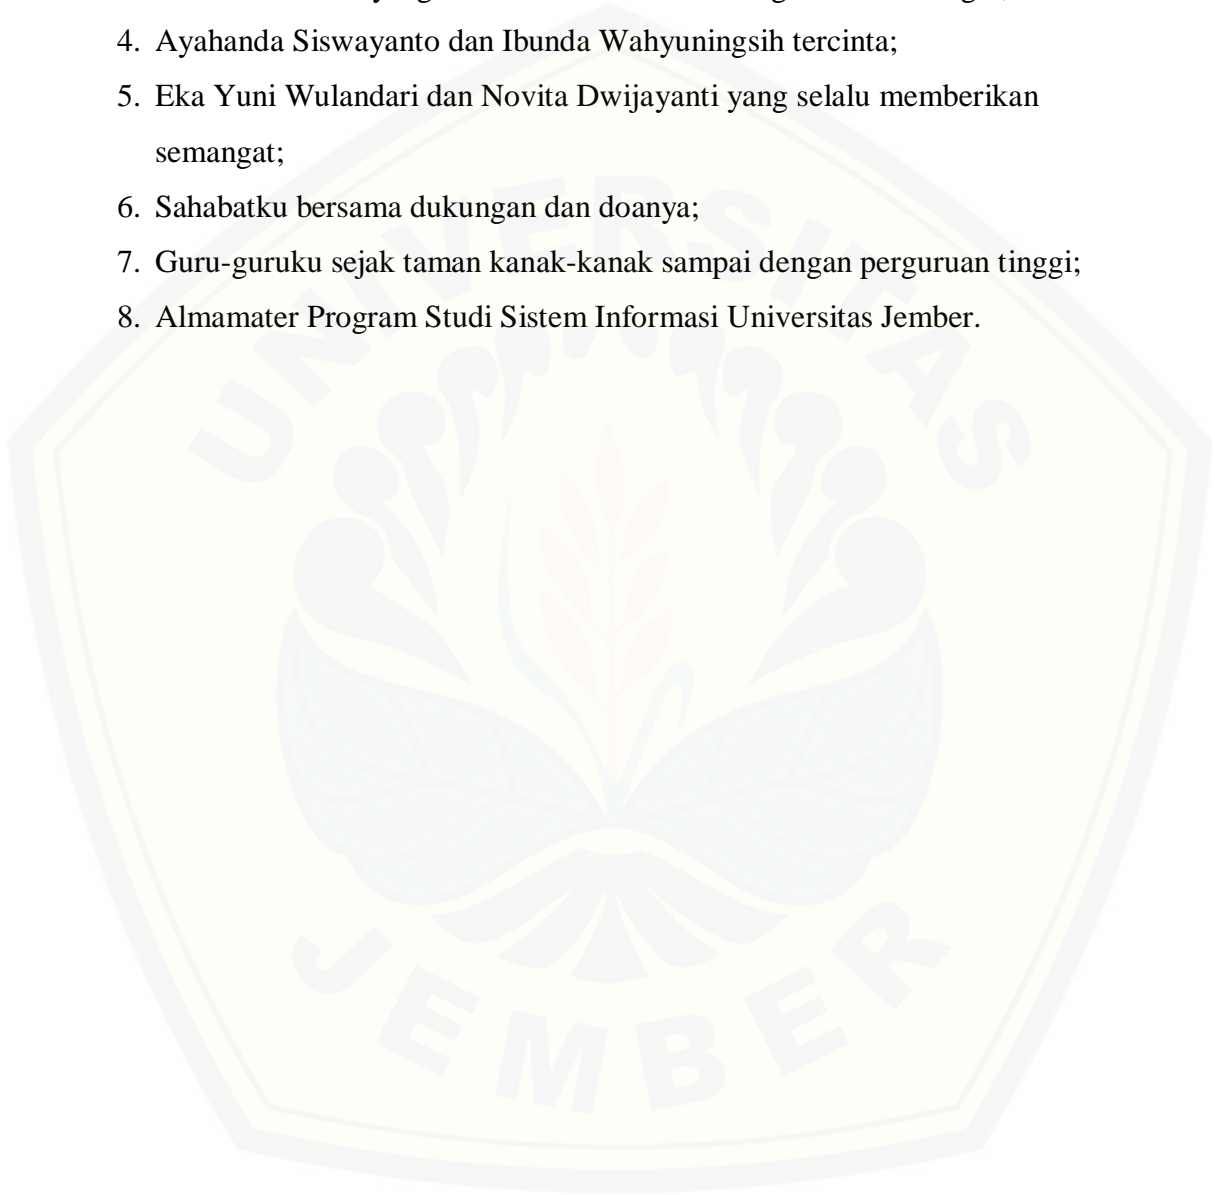 4. Ayahanda Siswayanto dan Ibunda Wahyuningsih tercinta;
5. Eka Yuni Wulandari dan Novita Dwijayanti yang selalu memberikan
semangat;
6. Sahabatku bersama dukungan dan doanya;
7. Guru-guruku sejak taman kanak-kanak sampai dengan perguruan tinggi;
8. Almamater Program Studi Sistem Informasi Universitas Jember.
UNIVERSITAS
JEMBER